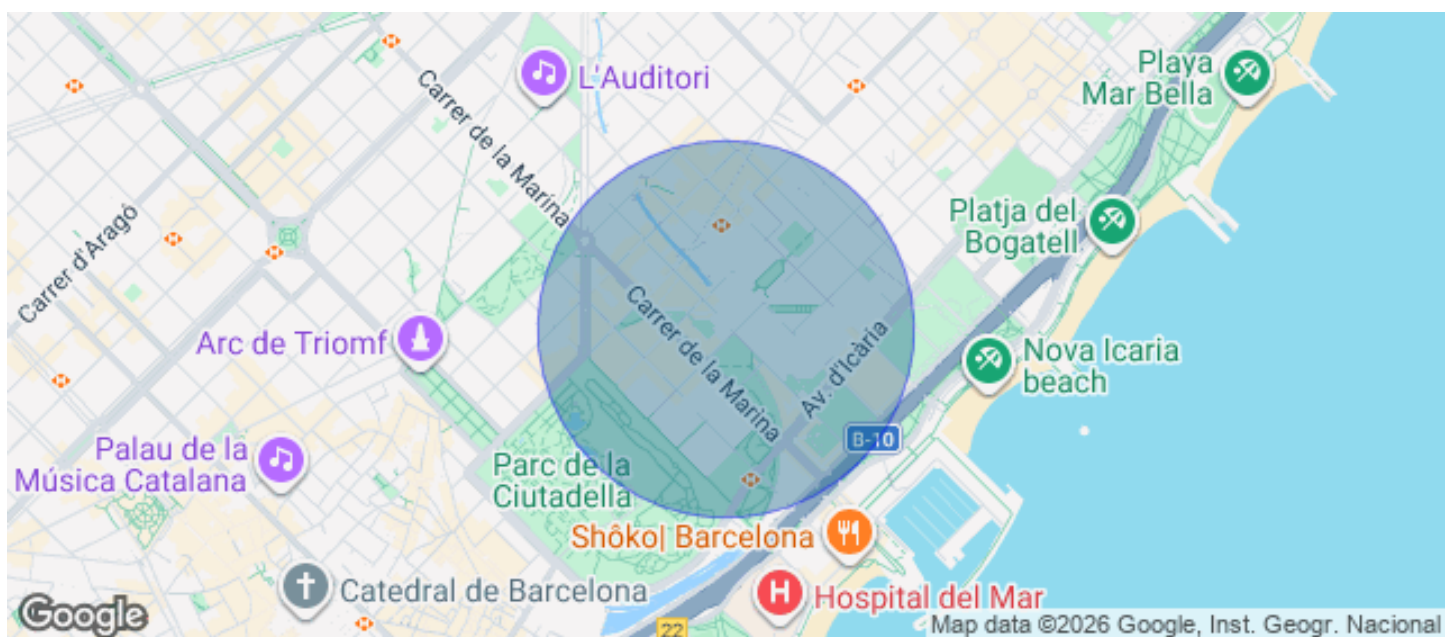 L'Auditori
Playa
Mar Bella
Carrer de la Marina
Carrer d'Aragó
Platja del
Bogatell
Arc de Triomf
Carrer de la Marina
Av. d'Icària
Nova Icaria
beach
B-10
Palau de la
Música Catalana
Parc de la
Ciutadella
Shôko| Barcelona
Catedral de Barcelona
Hospital del Mar
H
22
Google
Map data ©2026 Google, Inst. Geogr. Nacional